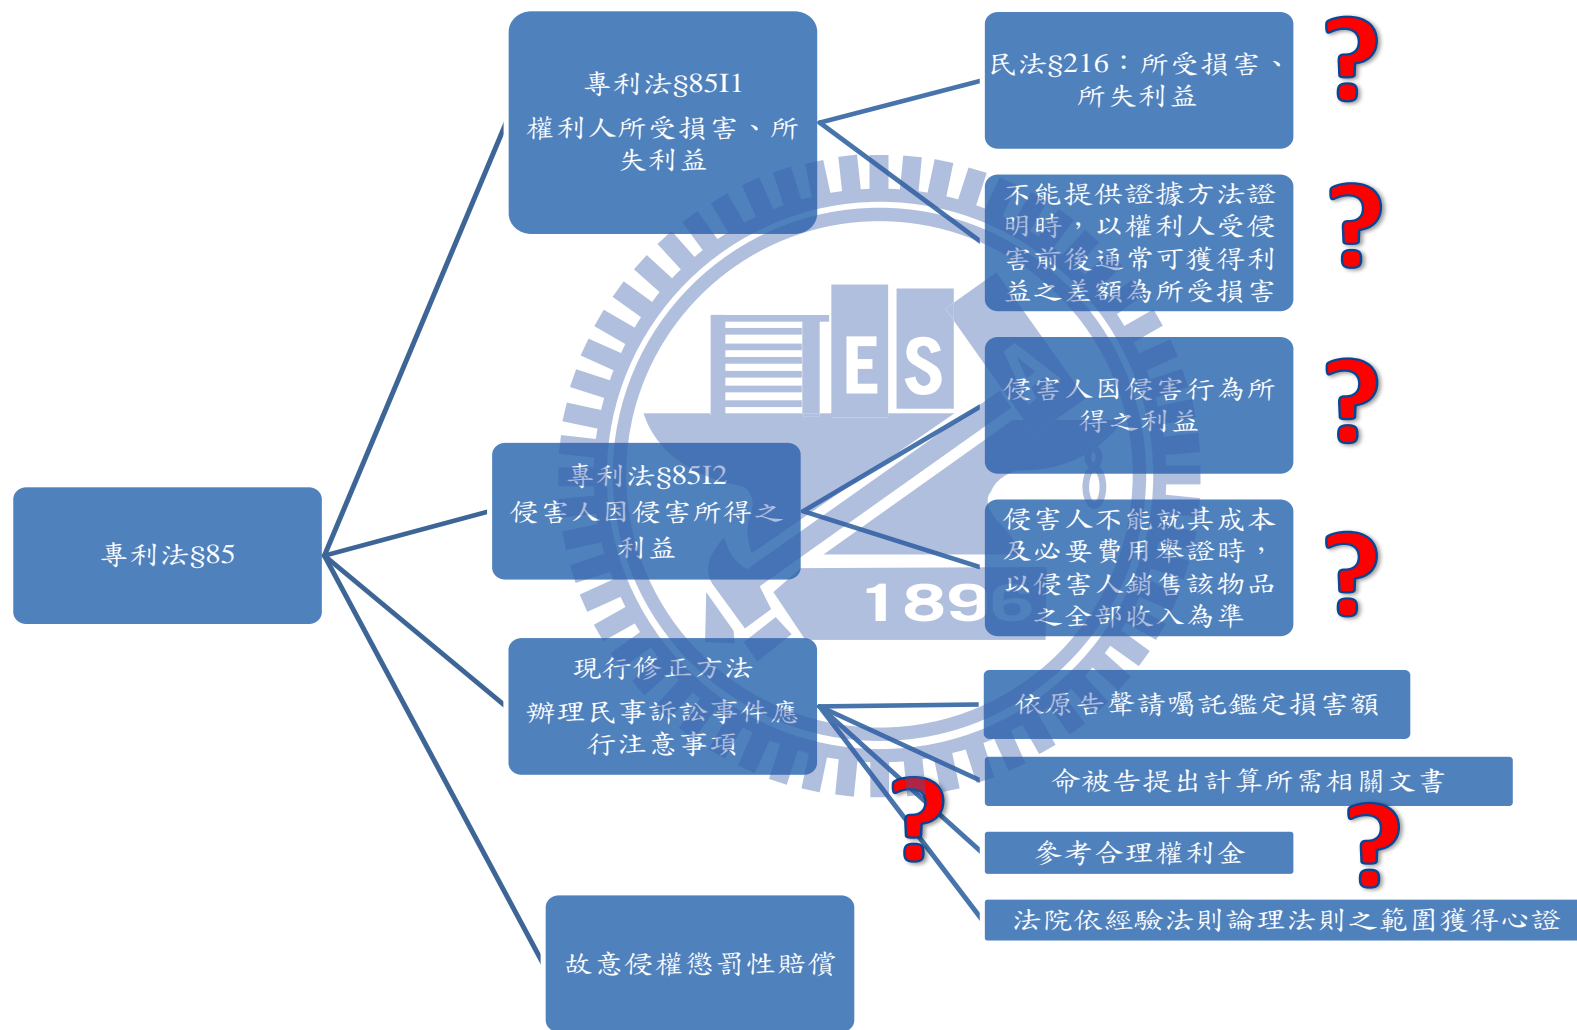 專利法§85
專利法§85I1
權利人所受損害、所
失利益
民法§216：所受損害、
所失利益
?
不能提供證據方法證
明時，以權利人受侵
害前後通常可獲得利
益之差額為所受損害
?
專利法§85I2
侵害人因侵害所得之
利益
侵害人因侵害行為所
得之利益
?
侵害人不能就其成本
及必要費用舉證時，
以侵害人銷售該物品
之全部收入為準
?
現行修正方法
辦理民事訴訟事件應
行注意事項
?
依原告聲請囑託鑑定損害額
命被告提出計算所需相關文書
參考合理權利金
?
法院依經驗法則論理法則之範圍獲得心證
故意侵權懲罰性賠償
E S A
1896